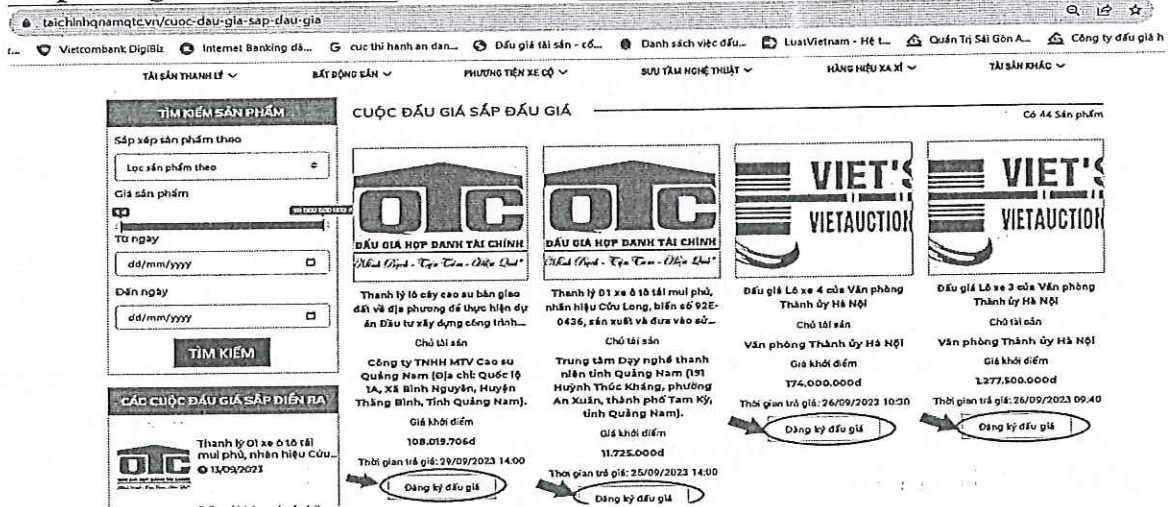 taichinhqnamqtc.vn/cuoc-dau-gia-sap-dau-gia
Vietcombank DigiBiz
Internet Banking dà...
cuc thi hanh an dan...
Đấu giá tài sản - cổ...
Danh sách việc đấu...
LuatVietnam - Hệ t...
Quản Trị Sài Gòn A...
Công ty đấu giá h
TÀI SẢN THANH LÝ
BẤT ĐỘNG SẢN
PHƯƠNG TIỆN XE CỘ
SƯU TẦM NGHỆ THUẬT
HÀNG HIỆU XA XỈ
TÀI SẢN KHÁC
TÌM KIẾM SẢN PHẨM
Sắp xếp sản phẩm theo
Lọc sản phẩm theo
Giá sản phẩm
Từ ngày
dd/mm/yyyy
Đến ngày
dd/mm/yyyy
TÌM KIẾM
CÁC CUỘC ĐẤU GIÁ SẮP DIỄN RA
Thanh lý 01 xe ô tô tải
mui phủ, nhãn hiệu Cửu...
13/09/2023
CUỘC ĐẤU GIÁ SẮP ĐẤU GIÁ
Có 44 Sản phẩm
QTC
ĐẤU GIÁ HỢP DANH TÀI CHÍNH
Thanh lý lô cây cao su bàn giao
đất về địa phương để thực hiện dự
án Đầu tư xây dựng công trình...
Chủ tài sản
Công ty TNHH MTV Cao su
Quảng Nam (Địa chỉ: Quốc lộ
1A, Xã Bình Nguyên, Huyện
Thăng Bình, Tỉnh Quảng Nam).
Giá khởi điểm
108.019.706đ
Thời gian trả giá: 29/09/2023 14:00
Đăng ký đấu giá
QTC
ĐẤU GIÁ HỢP DANH TÀI CHÍNH
Thanh lý 01 xe ô tô tải mui phủ,
nhãn hiệu Cửu Long, biển số 92E-
0436, sản xuất và đưa vào sử...
Chủ tài sản
Trung tâm Dạy nghề thanh
niên tỉnh Quảng Nam (191
Huỳnh Thúc Kháng, phường
An Xuân, thành phố Tam Kỳ,
tỉnh Quảng Nam).
Giá khởi điểm
11.725.000đ
Thời gian trả giá: 25/09/2023 14:00
Đăng ký đấu giá
VIET'S
VIETAUCTION
Đấu giá Lô xe 4 của Văn phòng
Thành ủy Hà Nội
Chủ tài sản
Văn phòng Thành ủy Hà Nội
Giá khởi điểm
174.000.000đ
Thời gian trả giá: 26/09/2023 10:30
Đăng ký đấu giá
VIET'S
VIETAUCTION
Đấu giá Lô xe 3 của Văn phòng
Thành ủy Hà Nội
Chủ tài sản
Văn phòng Thành ủy Hà Nội
Giá khởi điểm
1.277.500.000đ
Thời gian trả giá: 26/09/2023 09:40
Đăng ký đấu giá